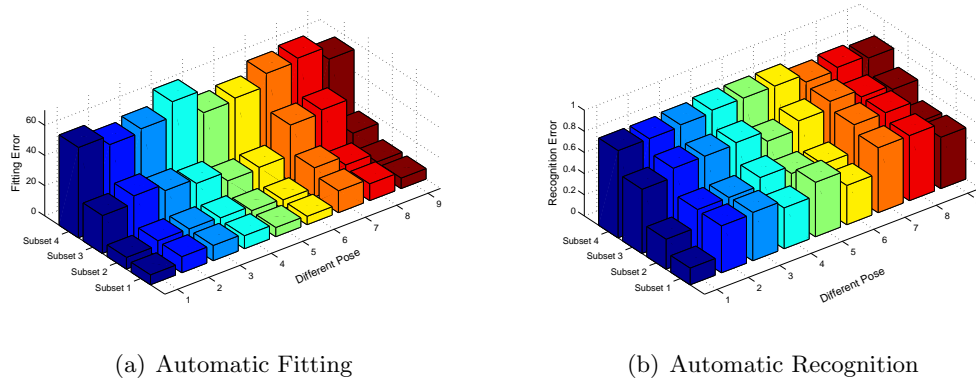 60
40
20
0
Fitting Error
Subset 4
Subset 3
Subset 2
Subset 1
1
2
3
4
5
6
7
8
9
Different Pose
1
0.8
0.6
0.4
0.2
0
Recognition Error
Subset 4
Subset 3
Subset 2
Subset 1
1
2
3
4
5
6
7
8
Different Pose
(a) Automatic Fitting
(b) Automatic Recognition